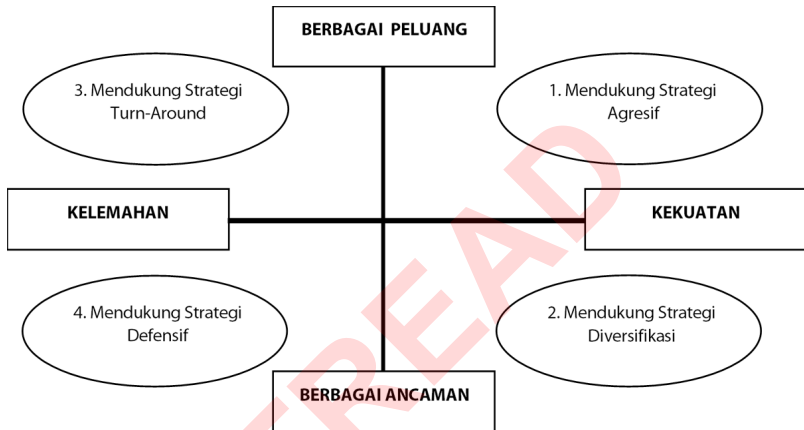 BERBAGAI PELUANG
3. Mendukung Strategi
Turn-Around
1. Mendukung Strategi
Agresif
KELEMAHAN
KEKUATAN
4. Mendukung Strategi
Defensif
2. Mendukung Strategi
Diversifikasi
BERBAGAI ANCAMAN
TREAD